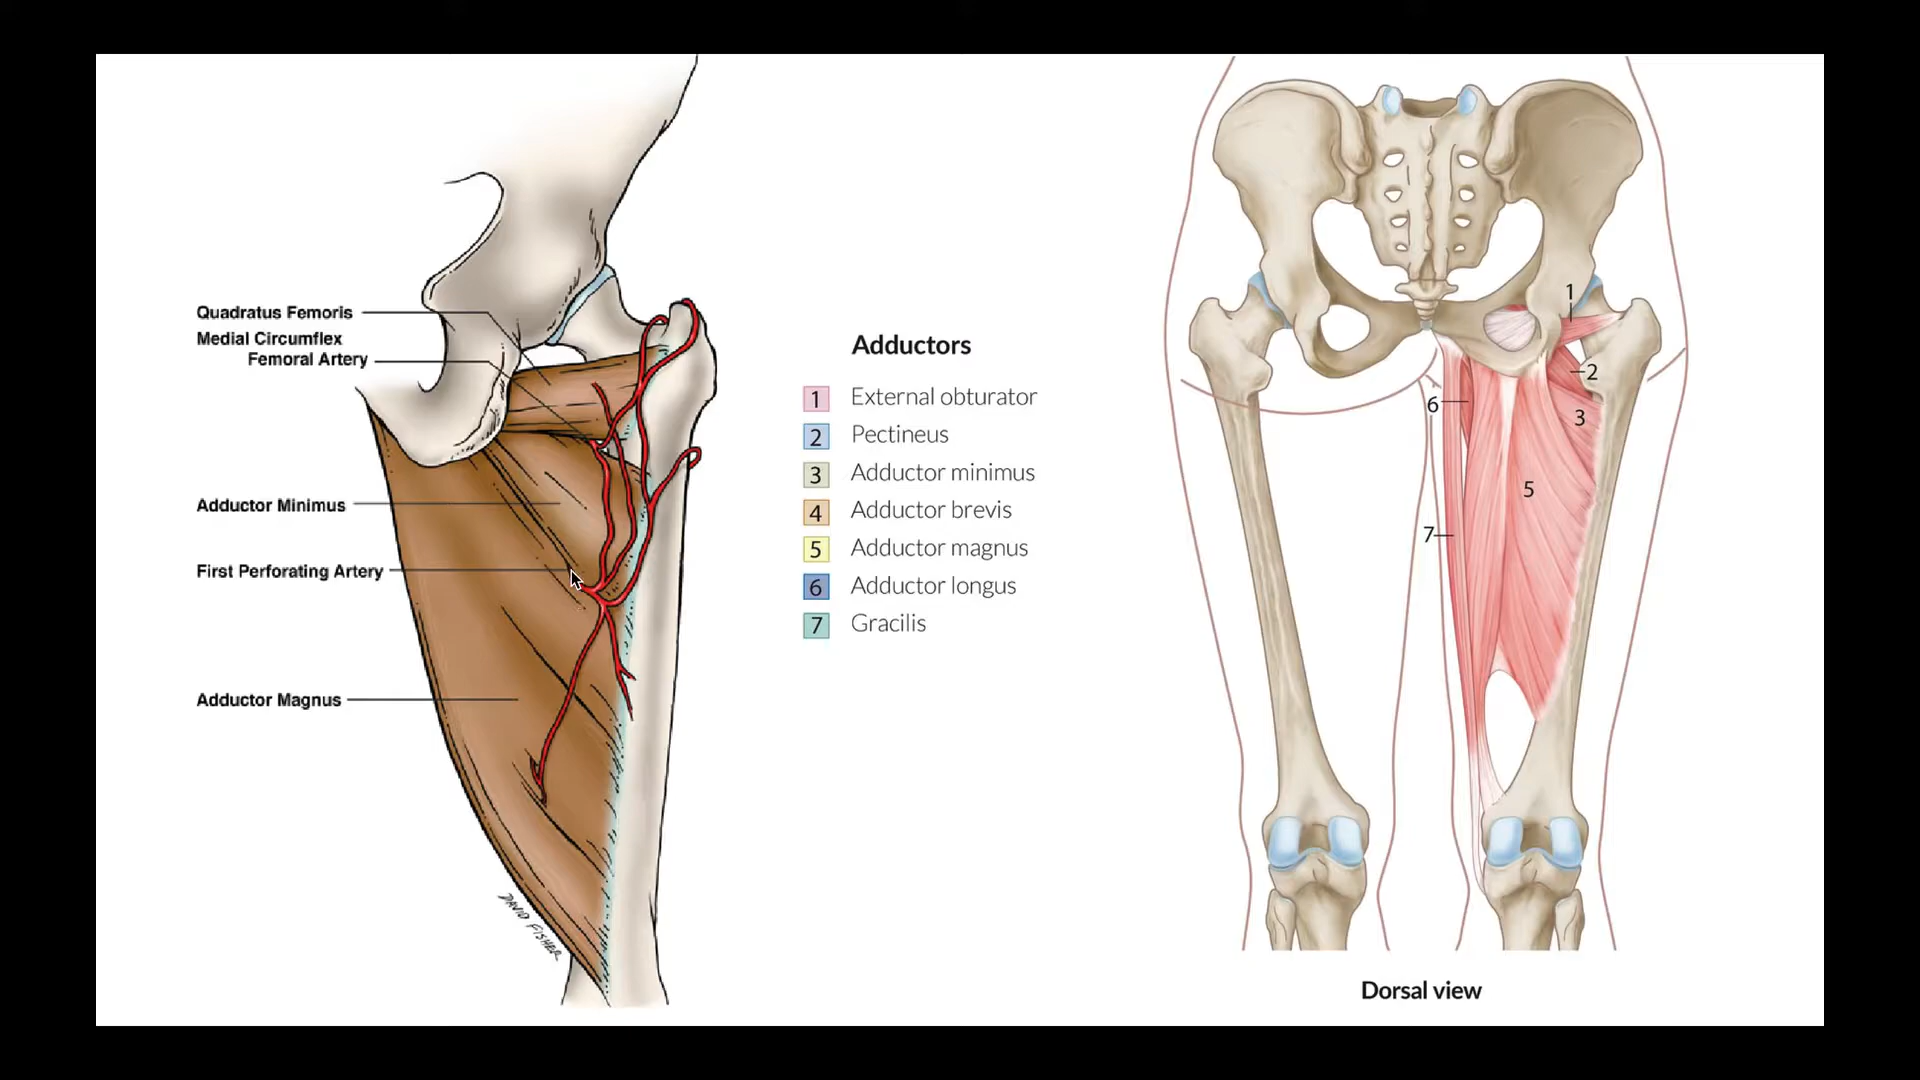 Quadratus Femoris
Medial Circumflex
Femoral Artery
Adductor Minimus
First Perforating Artery
Adductor Magnus
DAVID FISHER
Adductors
1 External obturator
2 Pectineus
3 Adductor minimus
4 Adductor brevis
5 Adductor magnus
6 Adductor longus
7 Gracilis
1
2
3
6
5
7
Dorsal view